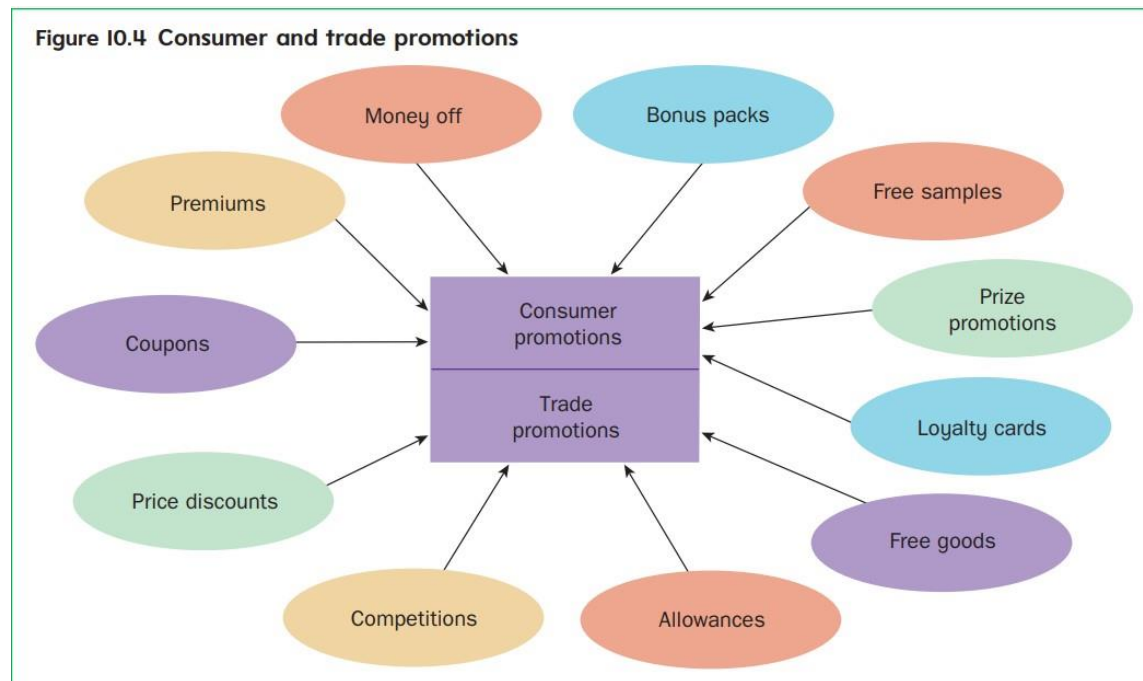 Figure 10.4 Consumer and trade promotions
Money off
Bonus packs
Premiums
Free samples
Consumer
promotions
Prize
promotions
Coupons
Trade
promotions
Loyalty cards
Price discounts
Free goods
Competitions
Allowances